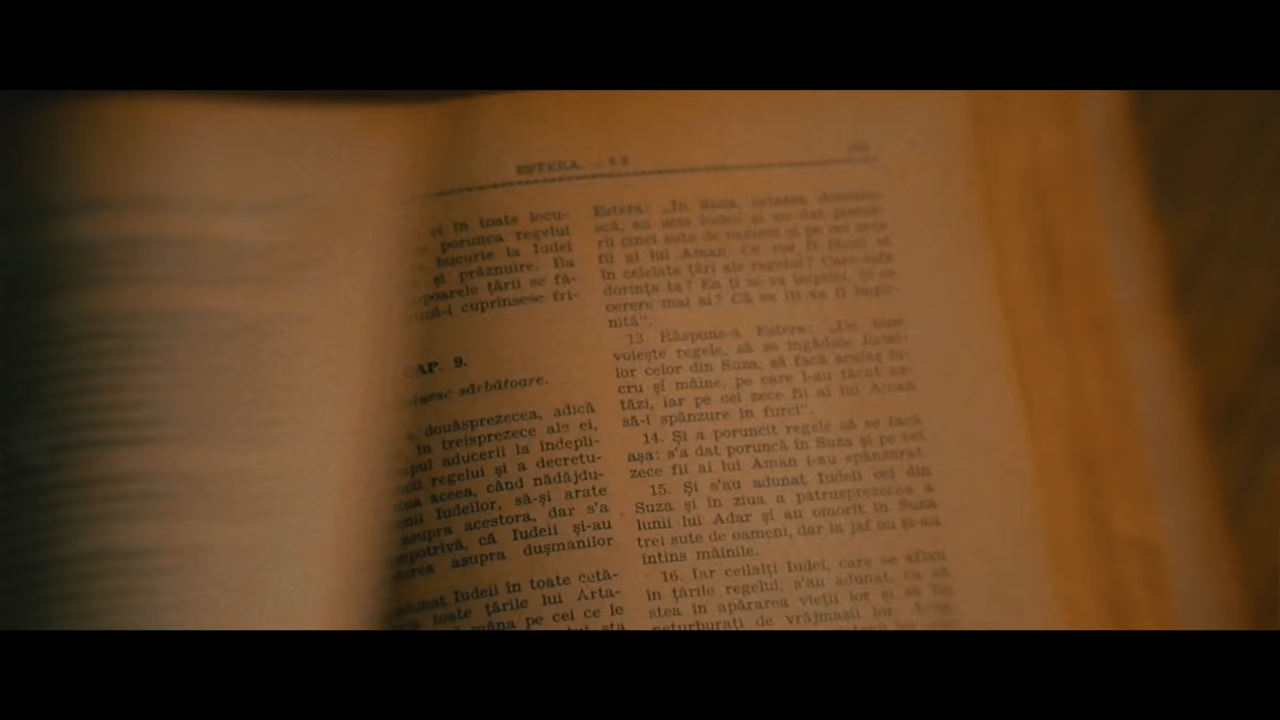 ESTERA. — 8-9
și în toate locu-
porunca regelui
bucurie la Iudei
și prăznuire. Ba
poarele țării se fă-
cuprinsese fri-
CAP. 9.
sărbătoare.
douăsprezecea, adică
în treisprezece ale ei,
aducerii la îndepli-
regelui și a decretu-
aceea, când nădăjdu-
Iudeilor, să-și arate
asupra acestora, dar s'a
împotrivă, că Iudeii și-au
asupra dușmanilor
Iudeii în toate cetă-
toate țările lui Arta-
mâna pe cei ce le
Estera: „În Suza, cetatea
au ucis Iudeii și au dat
rii cinci sute de oameni și pe cei zece
fii ai lui Aman. Ce vor fi făcut ei
în celelate țări ale regelui? Care este
dorința ta? Ea ți se va împlini. Și ce
cerere mai ai? Că ea îți va fi împli-
nită”.
13. Răspuns-a Estera: „De bine
voiește regele, să se îngăduie Iudei-
lor celor din Suza, să facă același lu-
cru și mâine, pe care l-au făcut as-
tăzi, iar pe cei zece fii ai lui Aman
să-i spânzure în furci”.
14. Și a poruncit regele să se facă
așa: s'a dat poruncă în Suza și pe cei
zece fii ai lui Aman i-au spânzurat.
15. Și s'au adunat Iudeii cei din
Suza și în ziua a patrusprezecea a
lunii lui Adar și au omorît în Suza
trei sute de oameni, dar la jaf nu și-au
întins mâinile.
16. Iar ceilalți Iudei, care se aflau
în țările regelui, s'au adunat, ca să
stea în apărarea vieții lor și să fie
neturburați de vrăjmașii lor.